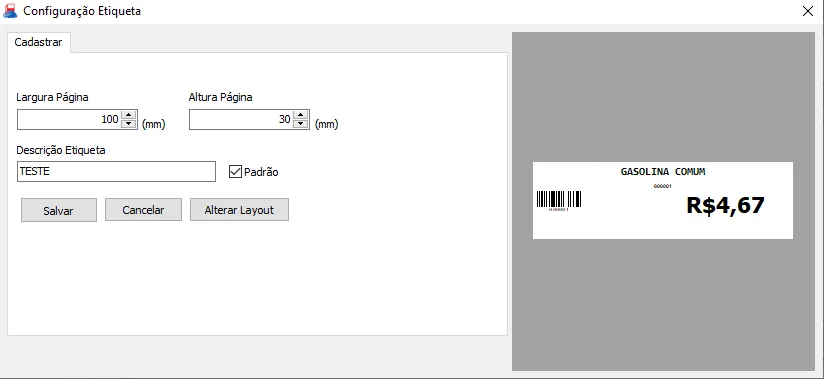 Configuração Etiqueta
Cadastrar
Largura Página
Altura Página
100
(mm)
30
(mm)
Descrição Etiqueta
TESTE
Padrão
Salvar
Cancelar
Alterar Layout
GASOLINA COMUM
000001
000001
R$4,67